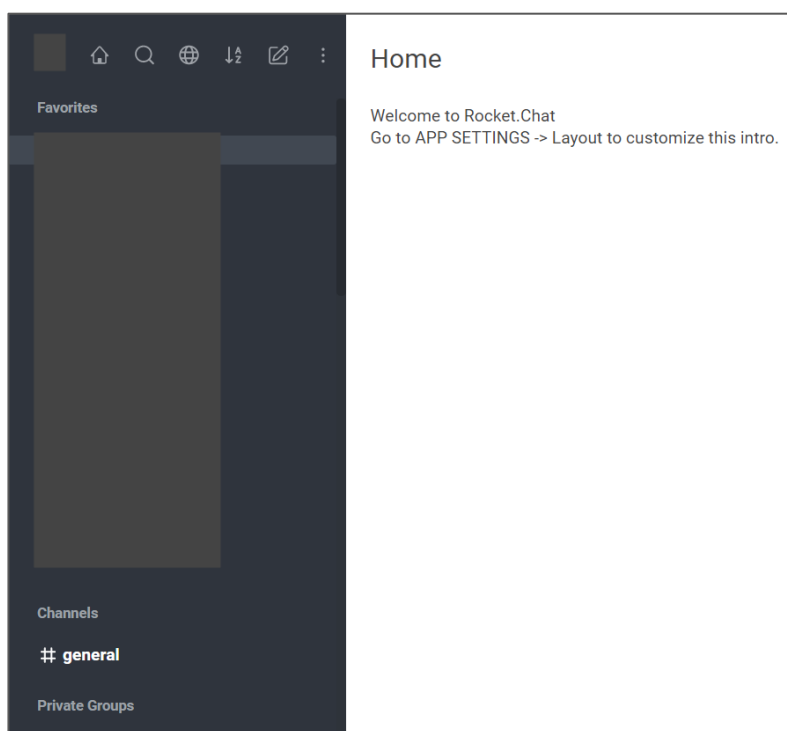 Favorites
Channels
general
Private Groups
Home
Welcome to Rocket.Chat
Go to APP SETTINGS -> Layout to customize this intro.